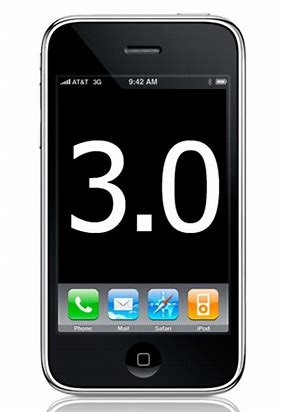 AT&T 3G 9:42 AM
3.0
Phone Mail Safari iPod